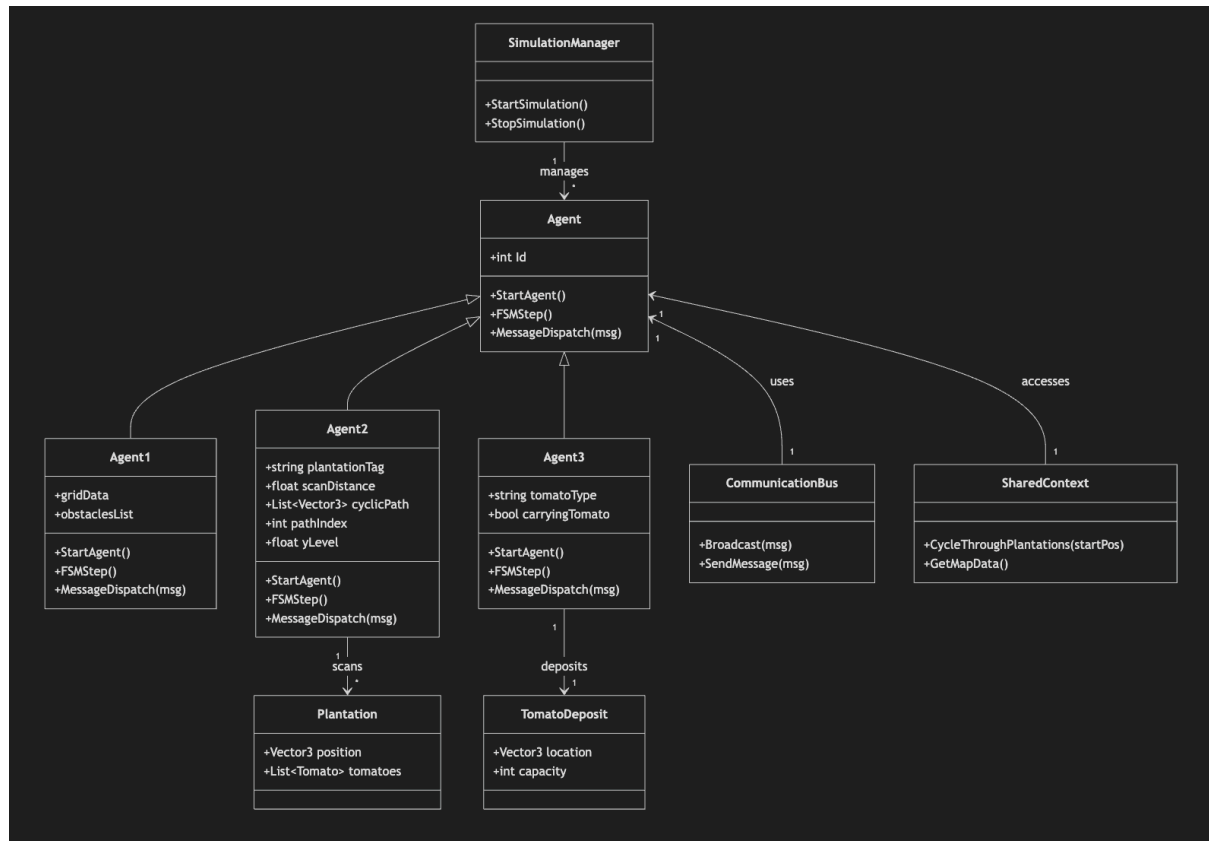 SimulationManager
+StartSimulation()
+StopSimulation()
1
manages
*
Agent
+int Id
+StartAgent()
+FSMStep()
+MessageDispatch(msg)
1
1
uses
accesses
Agent1
+gridData
+obstaclesList
+StartAgent()
+FSMStep()
+MessageDispatch(msg)
Agent2
+string plantationTag
+float scanDistance
+List<Vector3> cyclicPath
+int pathIndex
+float yLevel
+StartAgent()
+FSMStep()
+MessageDispatch(msg)
Agent3
+string tomatoType
+bool carryingTomato
+StartAgent()
+FSMStep()
+MessageDispatch(msg)
1
CommunicationBus
+Broadcast(msg)
+SendMessage(msg)
1
SharedContext
+CycleThroughPlantations(startPos)
+GetMapData()
1
scans
*
1
deposits
1
Plantation
+Vector3 position
+List<Tomato> tomatoes
TomatoDeposit
+Vector3 location
+int capacity